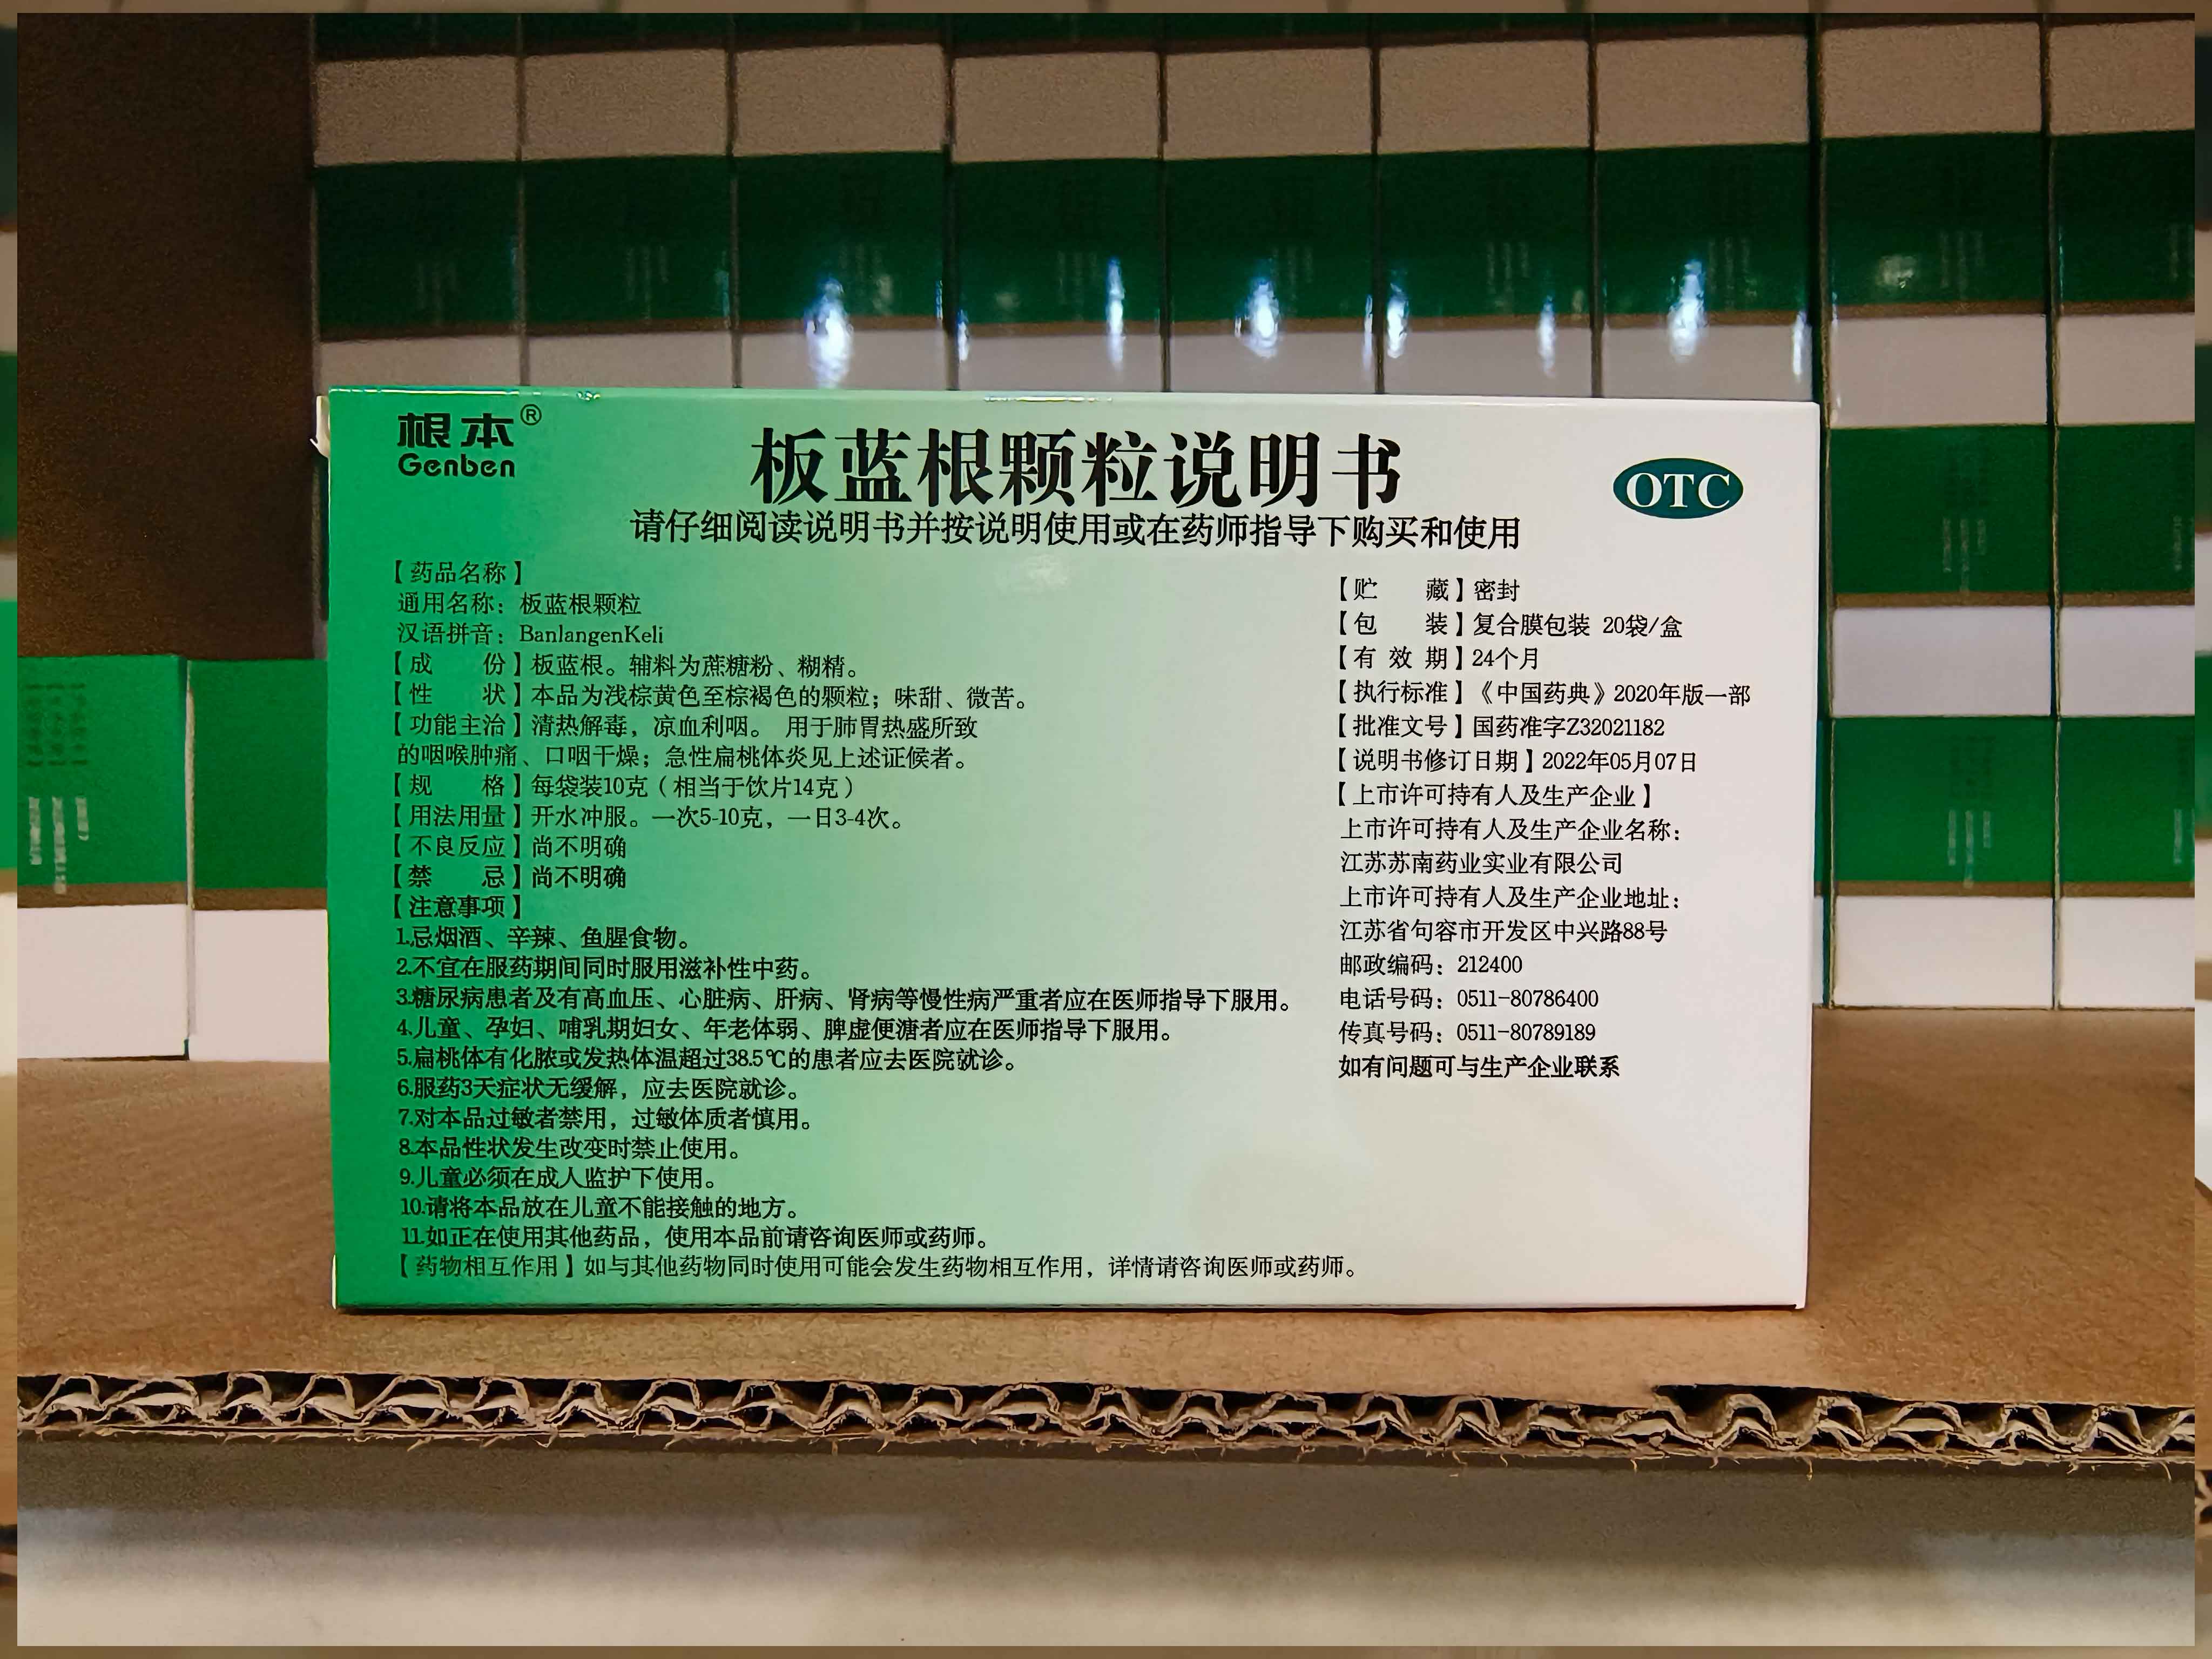 根本®
Genben
板蓝根颗粒说明书
OTC
请仔细阅读说明书并按说明使用或在药师指导下购买和使用
【药品名称】
通用名称：板蓝根颗粒
汉语拼音：BanlangenKeli
【成　　份】板蓝根。辅料为蔗糖粉、糊精。
【性　　状】本品为浅棕黄色至棕褐色的颗粒；味甜、微苦。
【功能主治】清热解毒，凉血利咽。 用于肺胃热盛所致
的咽喉肿痛、口咽干燥；急性扁桃体炎见上述证候者。
【规　　格】每袋装10克（相当于饮片14克）
【用法用量】开水冲服。一次5-10克，一日3-4次。
【不良反应】尚不明确
【禁　　忌】尚不明确
【注意事项】
1.忌烟酒、辛辣、鱼腥食物。
2.不宜在服药期间同时服用滋补性中药。
3.糖尿病患者及有高血压、心脏病、肝病、肾病等慢性病严重者应在医师指导下服用。
4.儿童、孕妇、哺乳期妇女、年老体弱、脾虚便溏者应在医师指导下服用。
5.扁桃体有化脓或发热体温超过38.5℃的患者应去医院就诊。
6.服药3天症状无缓解，应去医院就诊。
7.对本品过敏者禁用，过敏体质者慎用。
8.本品性状发生改变时禁止使用。
9.儿童必须在成人监护下使用。
10.请将本品放在儿童不能接触的地方。
11.如正在使用其他药品，使用本品前请咨询医师或药师。
【药物相互作用】如与其他药物同时使用可能会发生药物相互作用，详情请咨询医师或药师。
【贮　　藏】密封
【包　　装】复合膜包装 20袋/盒
【有 效 期】24个月
【执行标准】《中国药典》2020年版一部
【批准文号】国药准字Z32021182
【说明书修订日期】2022年05月07日
【上市许可持有人及生产企业】
上市许可持有人及生产企业名称：
江苏苏南药业实业有限公司
上市许可持有人及生产企业地址：
江苏省句容市开发区中兴路88号
邮政编码：212400
电话号码：0511-80786400
传真号码：0511-80789189
如有问题可与生产企业联系